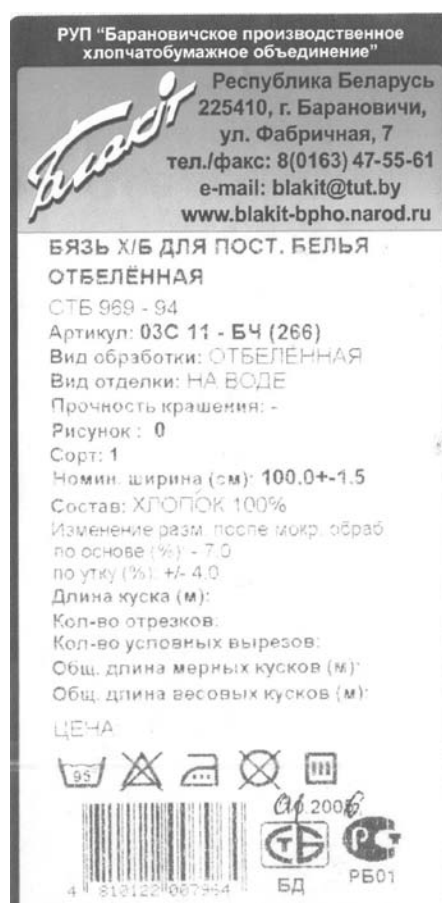 РУП “Барановичское производственное
хлопчатобумажное объединение”
Блакіт
Республика Беларусь
225410, г. Барановичи,
ул. Фабричная, 7
тел./факс: 8(0163) 47-55-61
e-mail: blakit@tut.by
www.blakit-bpho.narod.ru
БЯЗЬ Х/Б ДЛЯ ПОСТ. БЕЛЬЯ
ОТБЕЛЁННАЯ
СТБ 969 - 94
Артикул: 03С 11 - БЧ (266)
Вид обработки: ОТБЕЛЕННАЯ
Вид отделки: НА ВОДЕ
Прочность крашения: -
Рисунок : 0
Сорт: 1
Номин. ширина (см): 100.0+-1.5
Состав: ХЛОПОК 100%
Изменение разм. после мокр. обраб.
по основе (%): - 7.0
по утку (%): +/- 4.0
Длина куска (м):
Кол-во отрезков:
Кол-во условных вырезов:
Общ. длина мерных кусков (м):
Общ. длина весовых кусков (м):
ЦЕНА:
95
2006
СТБ
РСТ
4 810122 007964
БД
РБ01